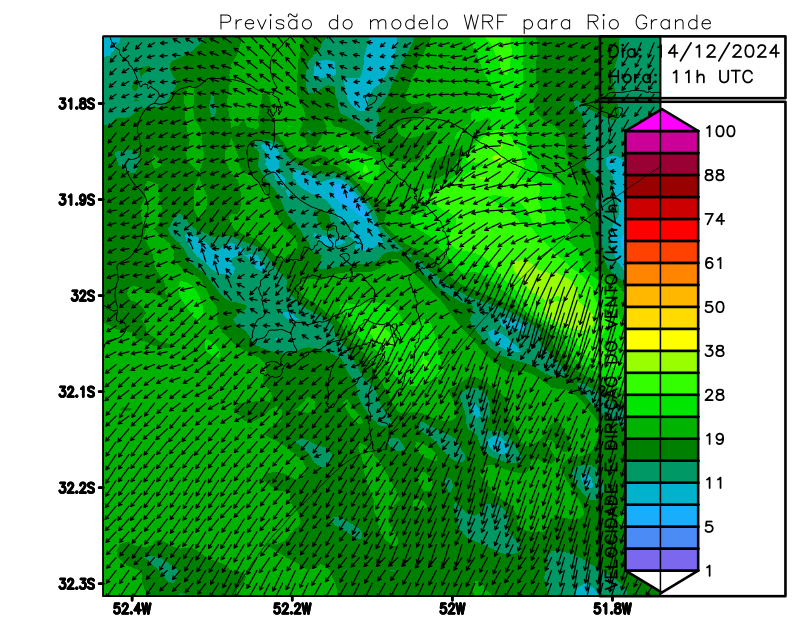 Previsão do modelo WRF para Rio Grande
Dia: 14/12/2024
Hora: 11h UTC
31.8S
31.9S
32S
32.1S
32.2S
32.3S
52.4W
52.2W
52W
51.8W
VELOCIDADE E DIREÇÃO DO VENTO (km/h)
100
88
74
61
50
38
28
19
11
5
1